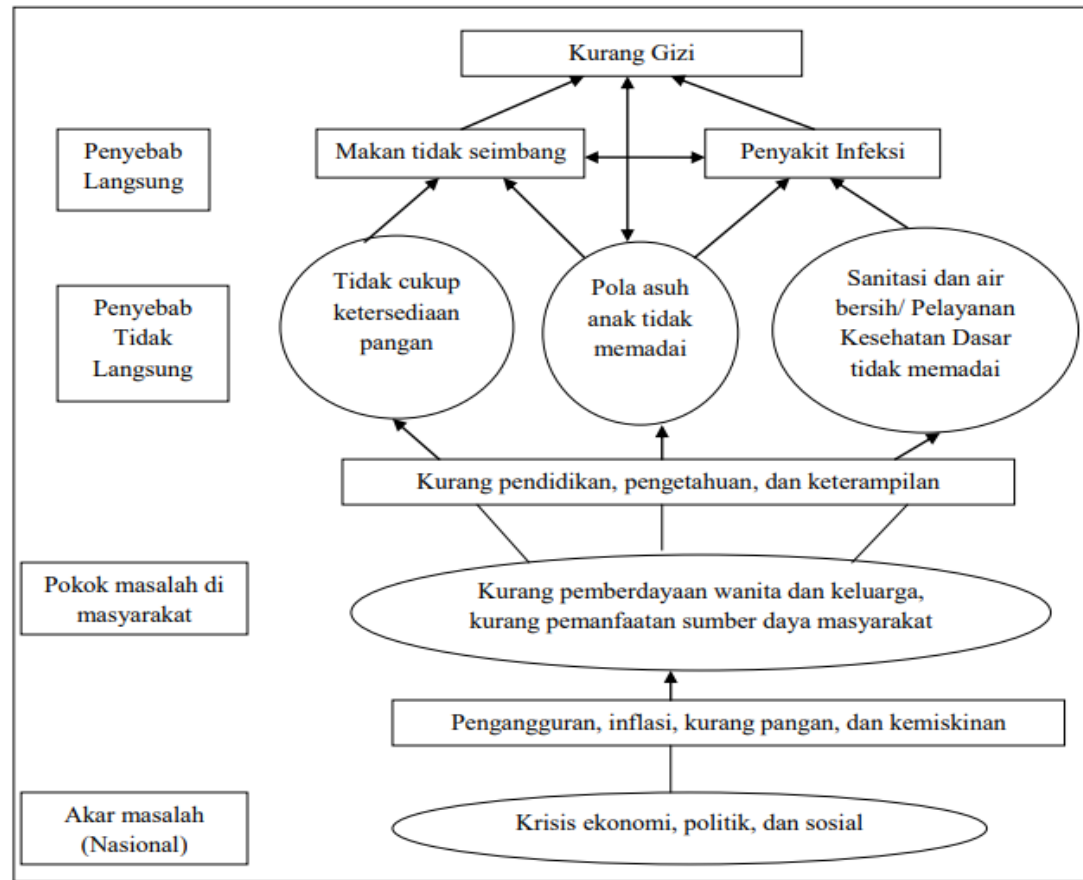 Kurang Gizi
Penyebab
Langsung
Makan tidak seimbang
Penyakit Infeksi
Penyebab
Tidak
Langsung
Tidak cukup
ketersediaan
pangan
Pola asuh
anak tidak
memadai
Sanitasi dan air
bersih/ Pelayanan
Kesehatan Dasar
tidak memadai
Kurang pendidikan, pengetahuan, dan keterampilan
Pokok masalah di
masyarakat
Kurang pemberdayaan wanita dan keluarga,
kurang pemanfaatan sumber daya masyarakat
Pengangguran, inflasi, kurang pangan, dan kemiskinan
Akar masalah
(Nasional)
Krisis ekonomi, politik, dan sosial